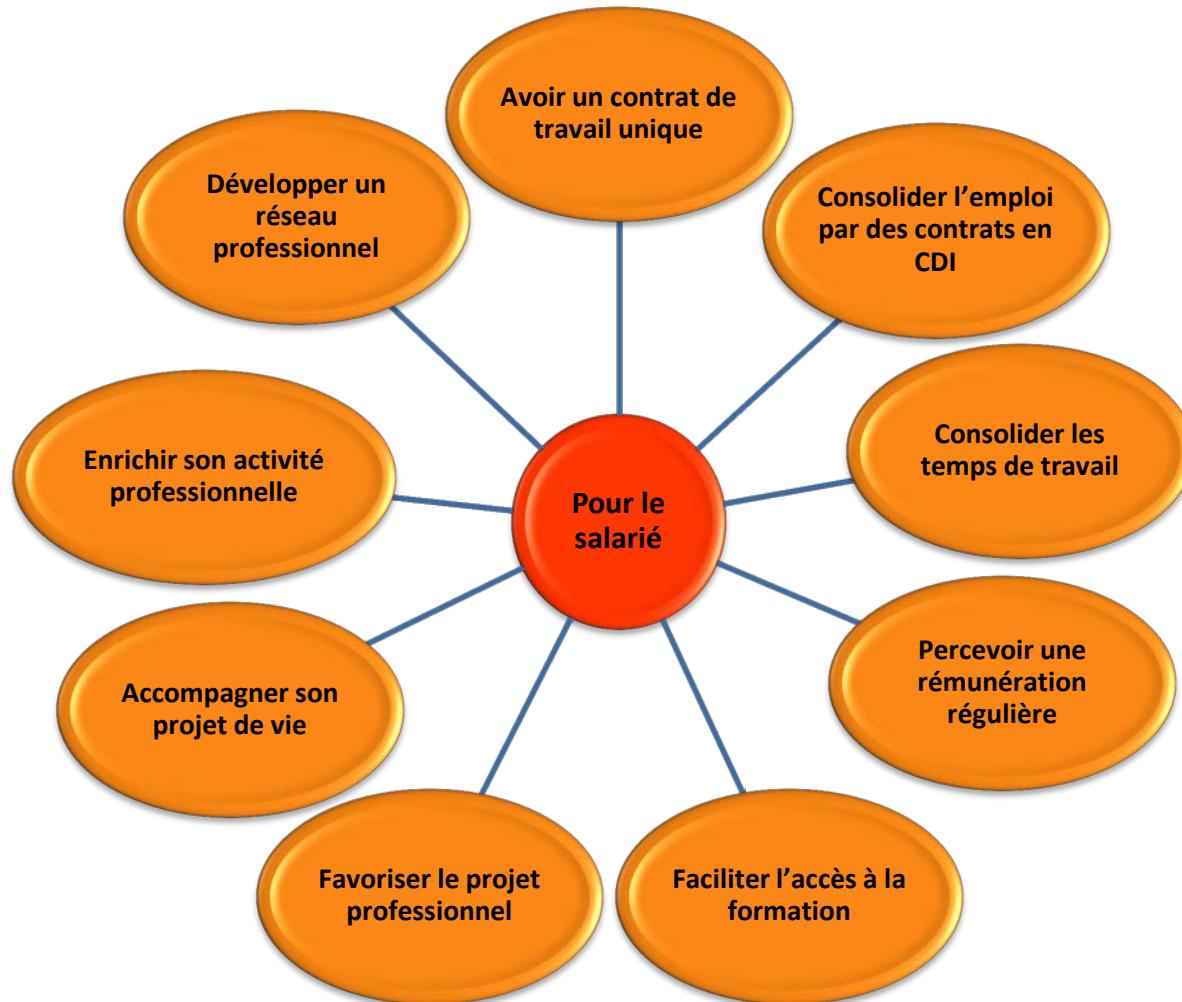 Avoir un contrat de
travail unique
Consolider l’emploi
par des contrats en
CDI
Consolider les
temps de travail
Percevoir une
rémunération
régulière
Faciliter l’accès à la
formation
Favoriser le projet
professionnel
Accompagner son
projet de vie
Enrichir son activité
professionnelle
Développer un
réseau
professionnel
Pour le
salarié